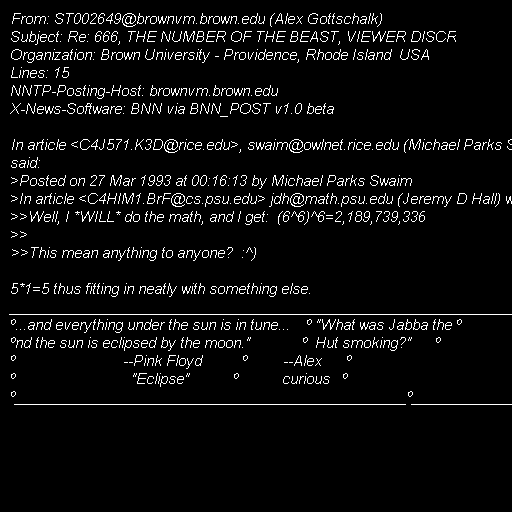 From: ST002649@brownvm.brown.edu (Alex Gottschalk)
Subject: Re: 666, THE NUMBER OF THE BEAST, VIEWER DISCR
Organization: Brown University - Providence, Rhode Island  USA
Lines: 15
NNTP-Posting-Host: brownvm.brown.edu
X-News-Software: BNN via BNN_POST v1.0 beta

In article <C4J571.K3D@rice.edu>, swaim@owlnet.rice.edu (Michael Parks S
said:
>Posted on 27 Mar 1993 at 00:16:13 by Michael Parks Swaim
>In article <C4HIM1.BrF@cs.psu.edu> jdh@math.psu.edu (Jeremy D Hall) w
>>Well, I *WILL* do the math, and I get:  (6^6)^6=2,189,739,336
>>
>>This mean anything to anyone?  :^)

5*1=5 thus fitting in neatly with something else.
º...and everything under the sun is in tune...    º "What was Jabba the º
ºnd the sun is eclipsed by the moon."             º  Hut smoking?"      º
º                          --Pink Floyd          º         --Alex      º
º                            "Eclipse"          º          curious   º
º________________________________________________º____________